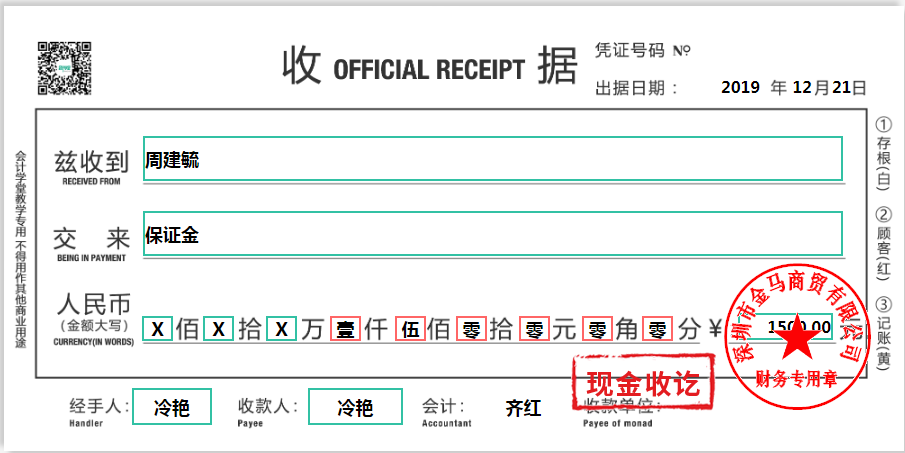 收 OFFICIAL RECEIPT 据
凭证号码 №
出据日期： 2019 年 12月21日
兹收到 周建毓
RECEIVED FROM
交 来 保证金
BEING IN PAYMENT
人民币
(金额大写)
CURRENCY(IN WORDS)
X 佰 X 拾 X 万 壹 仟 伍 佰 零 拾 零 元 零 角 零 分 ¥ 1500.00
经手人： 冷艳 收款人： 冷艳 会计： 齐红 收款单位：
Handler Payee Accountant Payee of monad
现金收讫
深圳市金马商贸有限公司
财务专用章
会计学堂教学专用 不得用作其他商业用途
①存根(白) ②顾客(红) ③记账(黄)